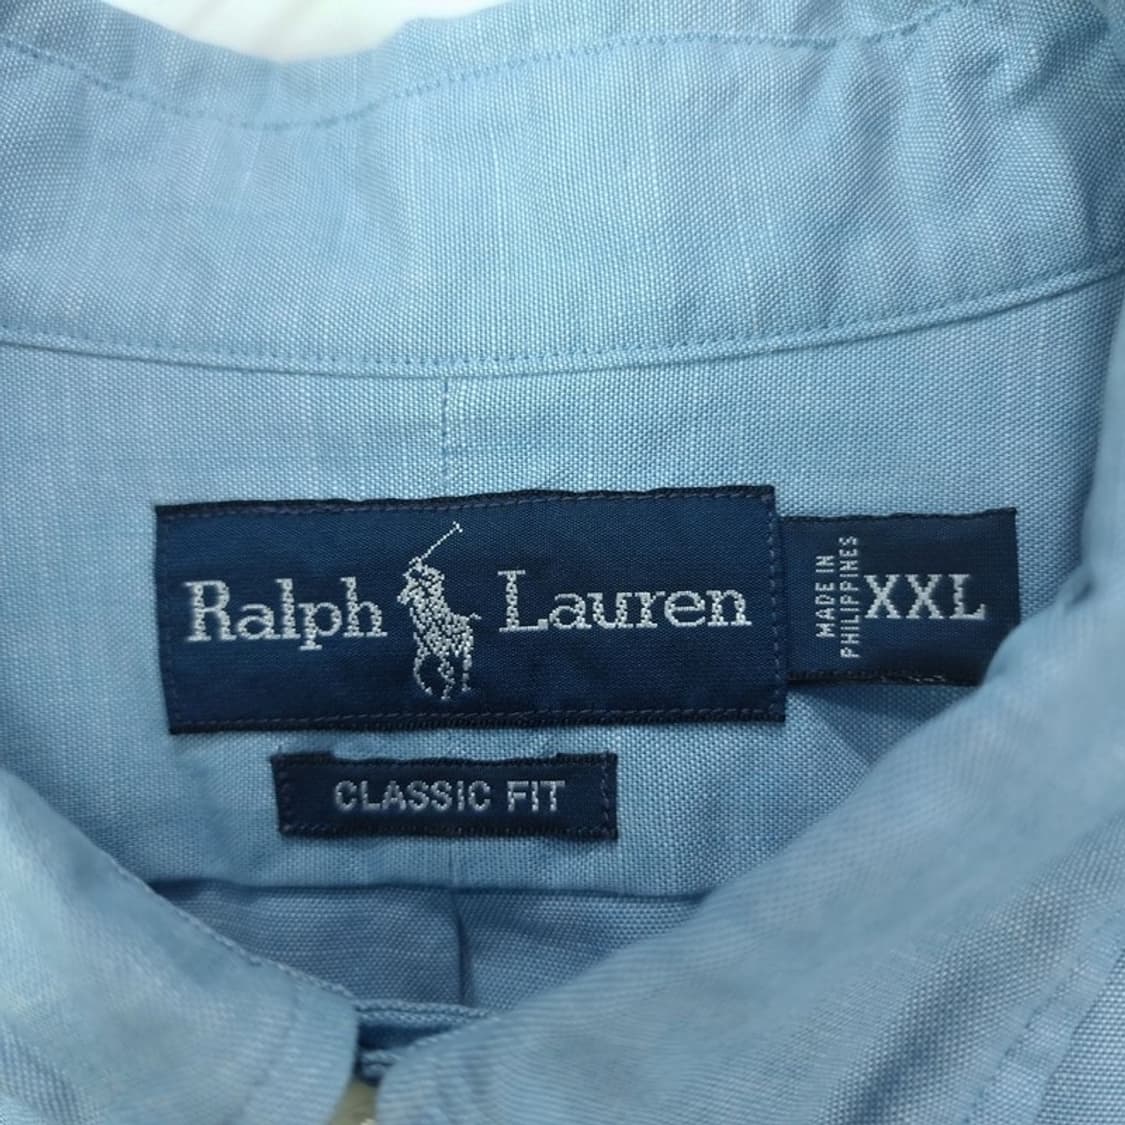 Ralph Lauren
MADE IN
PHILIPPINES
XXL
CLASSIC FIT